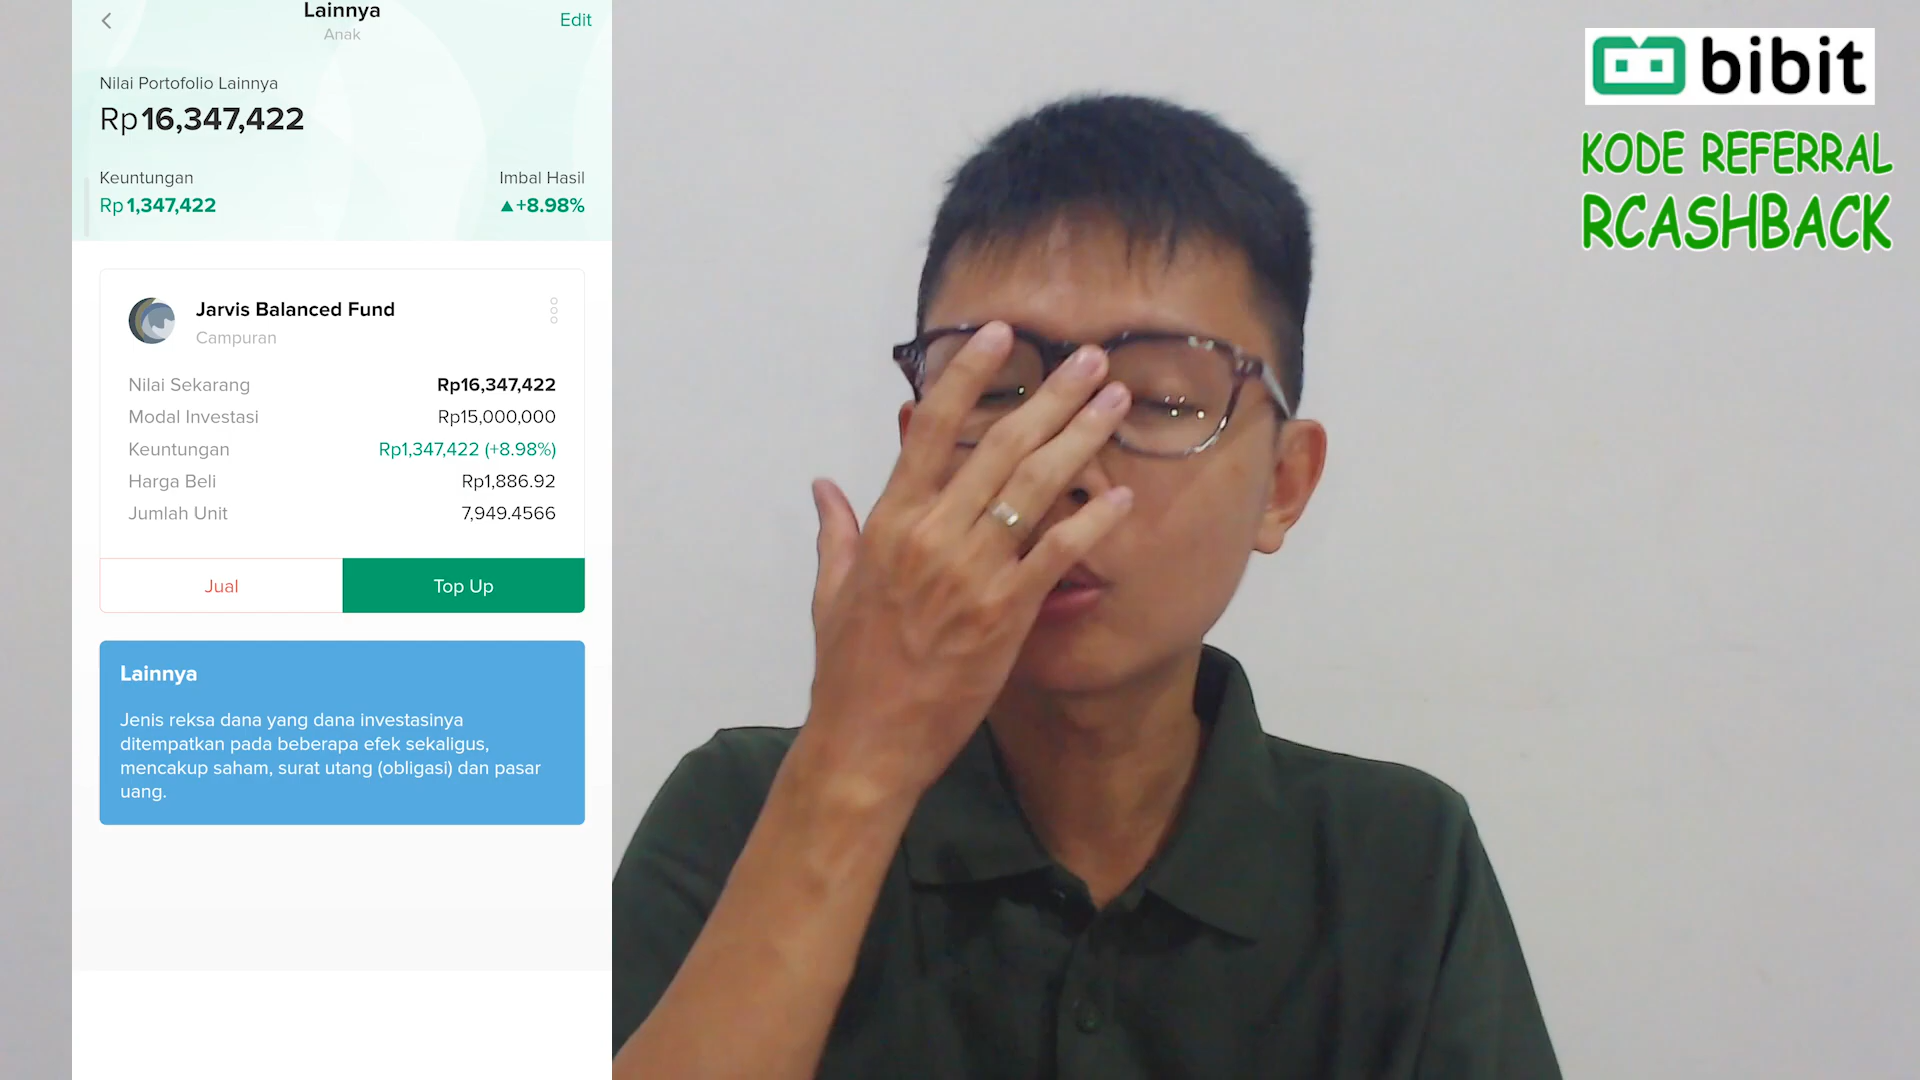 Lainnya
Edit
Anak
Nilai Portofolio Lainnya
Rp16,347,422
Keuntungan
Imbal Hasil
Rp1,347,422
▲+8.98%
Jarvis Balanced Fund
Campuran
Nilai Sekarang Rp16,347,422
Modal Investasi Rp15,000,000
Keuntungan Rp1,347,422 (+8.98%)
Harga Beli Rp1,886.92
Jumlah Unit 7,949.4566
Jual
Top Up
Lainnya
Jenis reksa dana yang dana investasinya
ditempatkan pada beberapa efek sekaligus,
mencakup saham, surat utang (obligasi) dan pasar
uang.
bibit
KODE REFERRAL
RCASHBACK